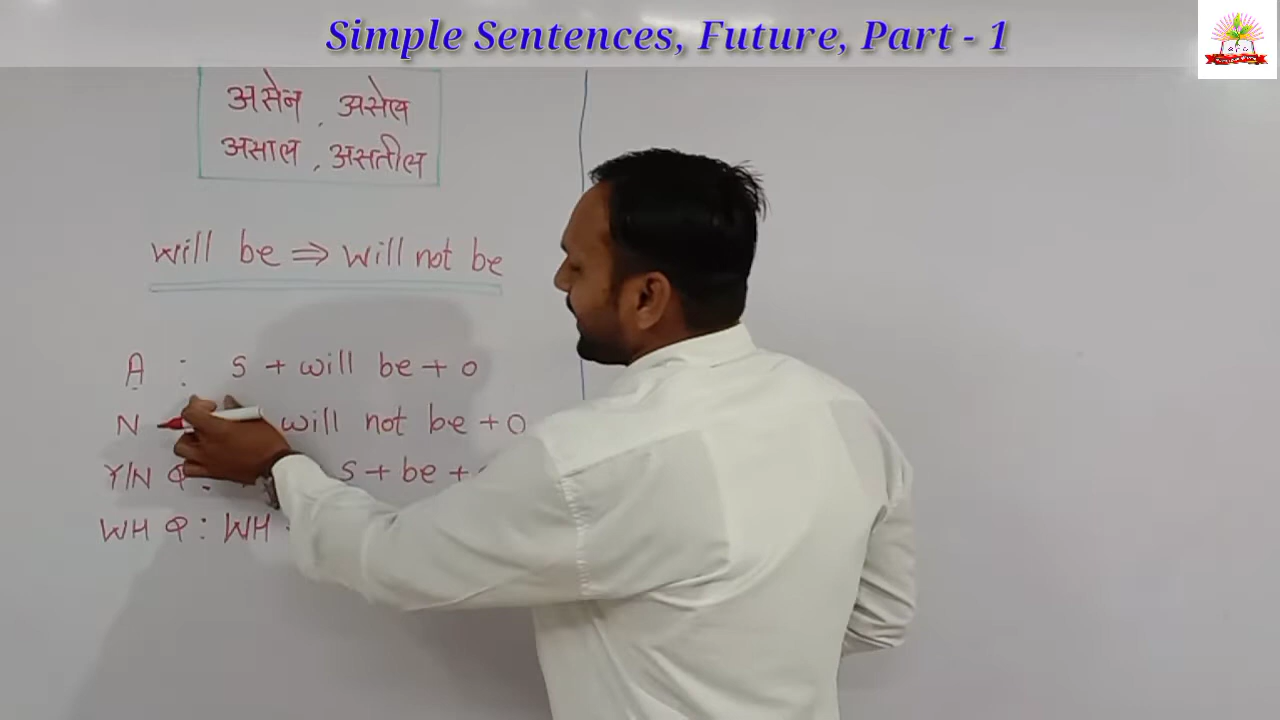 Simple Sentences, Future, Part - 1
असेन, असेल
असाल, असतील
will be ⇒ will not be
A : S + will be + O
N will not be + O
Y/N Q : S + be +
WH Q : WH